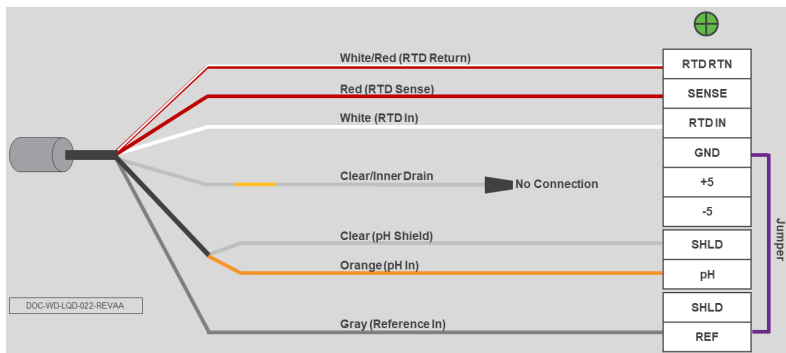 White/Red (RTD Return)
RTD RTN
Red (RTD Sense)
SENSE
White (RTD In)
RTD IN
GND
Clear/Inner Drain
No Connection
+5
-5
Clear (pH Shield)
SHLD
Orange (pH In)
pH
Jumper
DOC-WD-LQD-022-REVAA
SHLD
Gray (Reference In)
REF